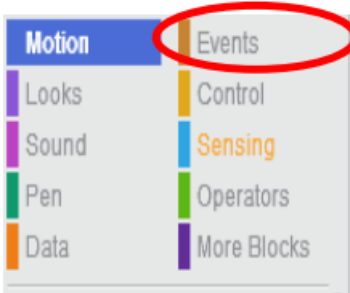 Motion Events
Looks Control
Sound Sensing
Pen Operators
Data More Blocks